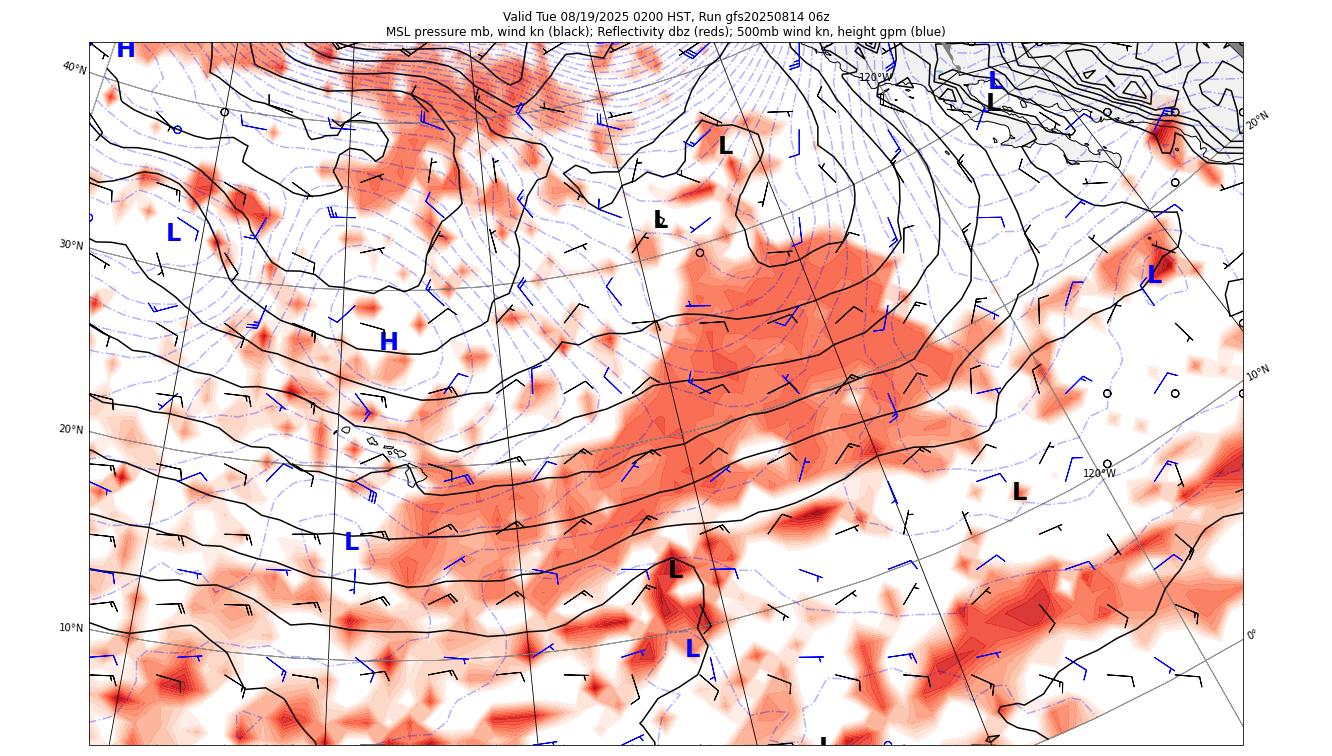 Valid Tue 08/19/2025 0200 HST, Run gfs20250814 06z
MSL pressure mb, wind kn (black); Reflectivity dbz (reds); 500mb wind kn, height gpm (blue)
H
40°N
120°W
L
L
20°N
L
L
L
30°N
L
H
10°N
20°N
120°W
L
L
L
10°N
0°
L
L